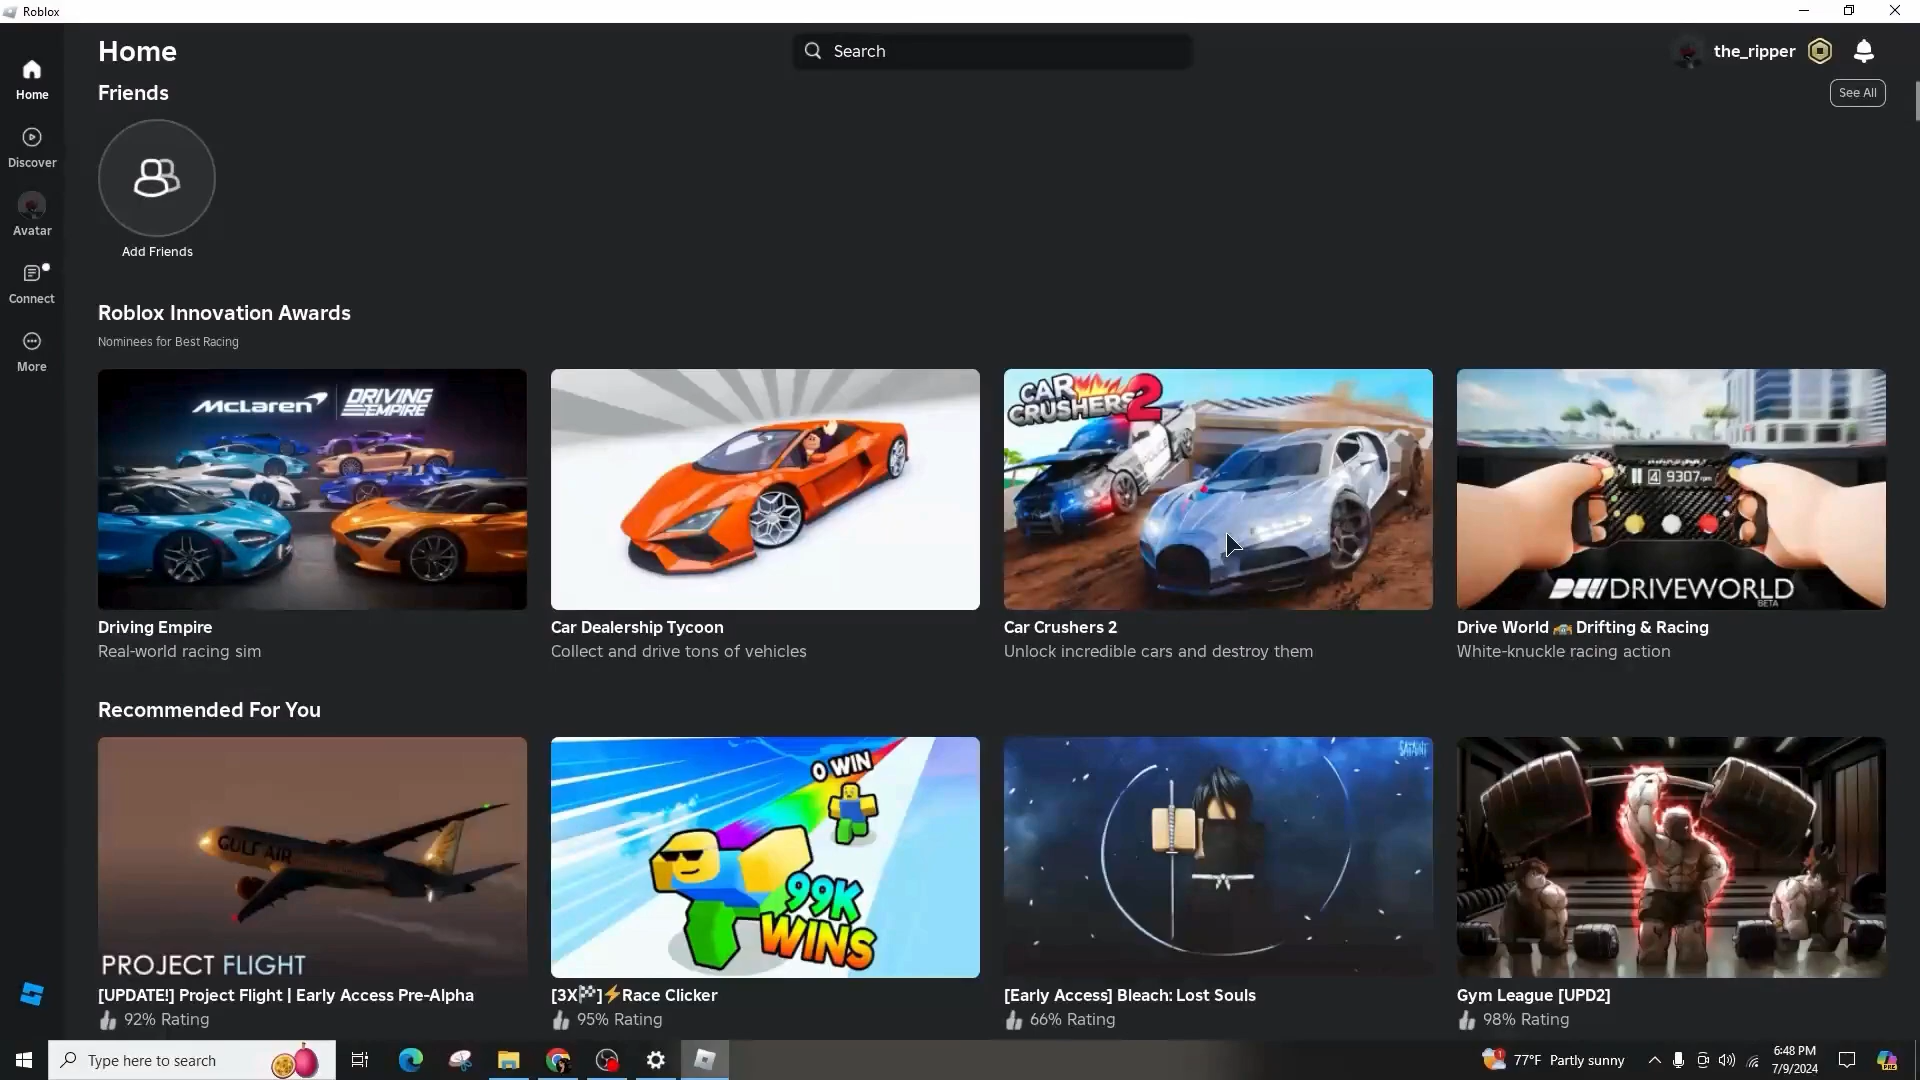 Roblox
Home
Search
the_ripper
Friends
See All
Home
Discover
Avatar
Connect
More
Add Friends
Roblox Innovation Awards
Nominees for Best Racing
McLaren | DRIVING EMPIRE
CAR CRUSHERS 2
4 9307rpm
DRIVEWORLD
BETA
Driving Empire
Real-world racing sim
Car Dealership Tycoon
Collect and drive tons of vehicles
Car Crushers 2
Unlock incredible cars and destroy them
Drive World 🚗 Drifting & Racing
White-knuckle racing action
Recommended For You
GULF AIR
PROJECT FLIGHT
0 WIN
99K WINS
[UPDATE!] Project Flight | Early Access Pre-Alpha
92% Rating
[3X🏁]⚡Race Clicker
95% Rating
[Early Access] Bleach: Lost Souls
66% Rating
Gym League [UPD2]
98% Rating
Type here to search
77°F Partly sunny
6:48 PM
7/9/2024